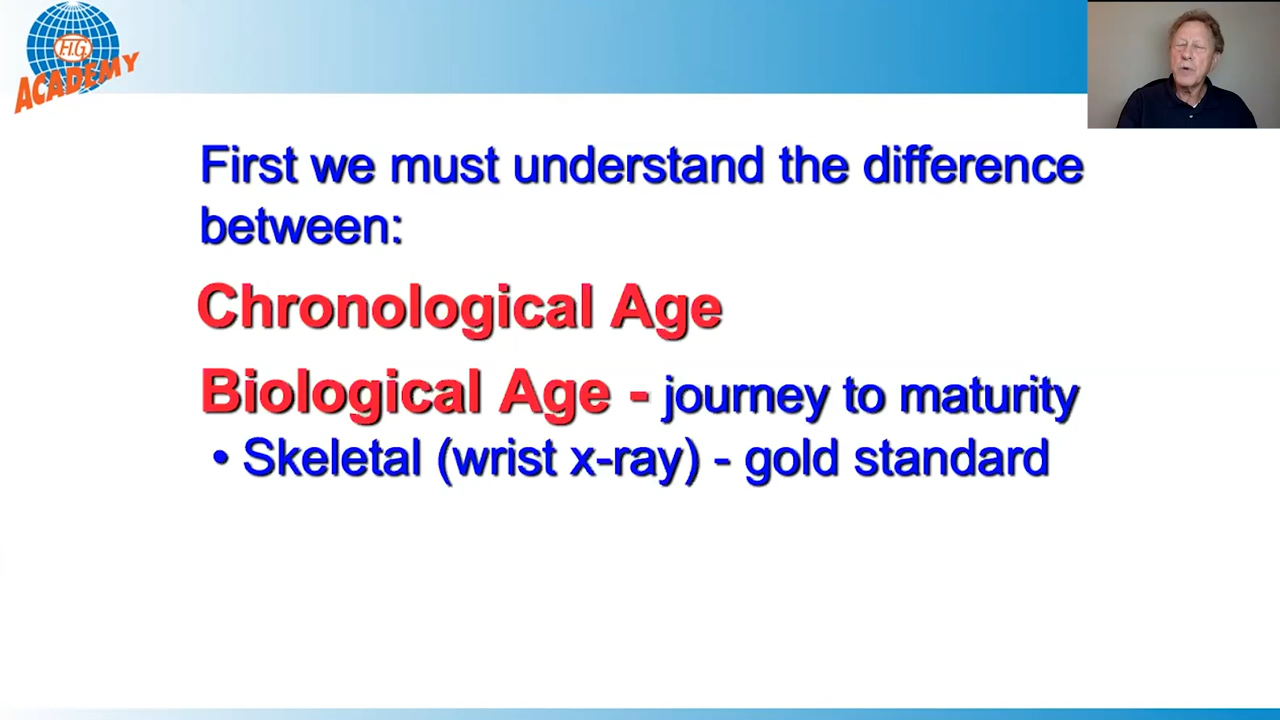 F.I.G.
ACADEMY
First we must understand the difference
between:
Chronological Age
Biological Age - journey to maturity
• Skeletal (wrist x-ray) - gold standard